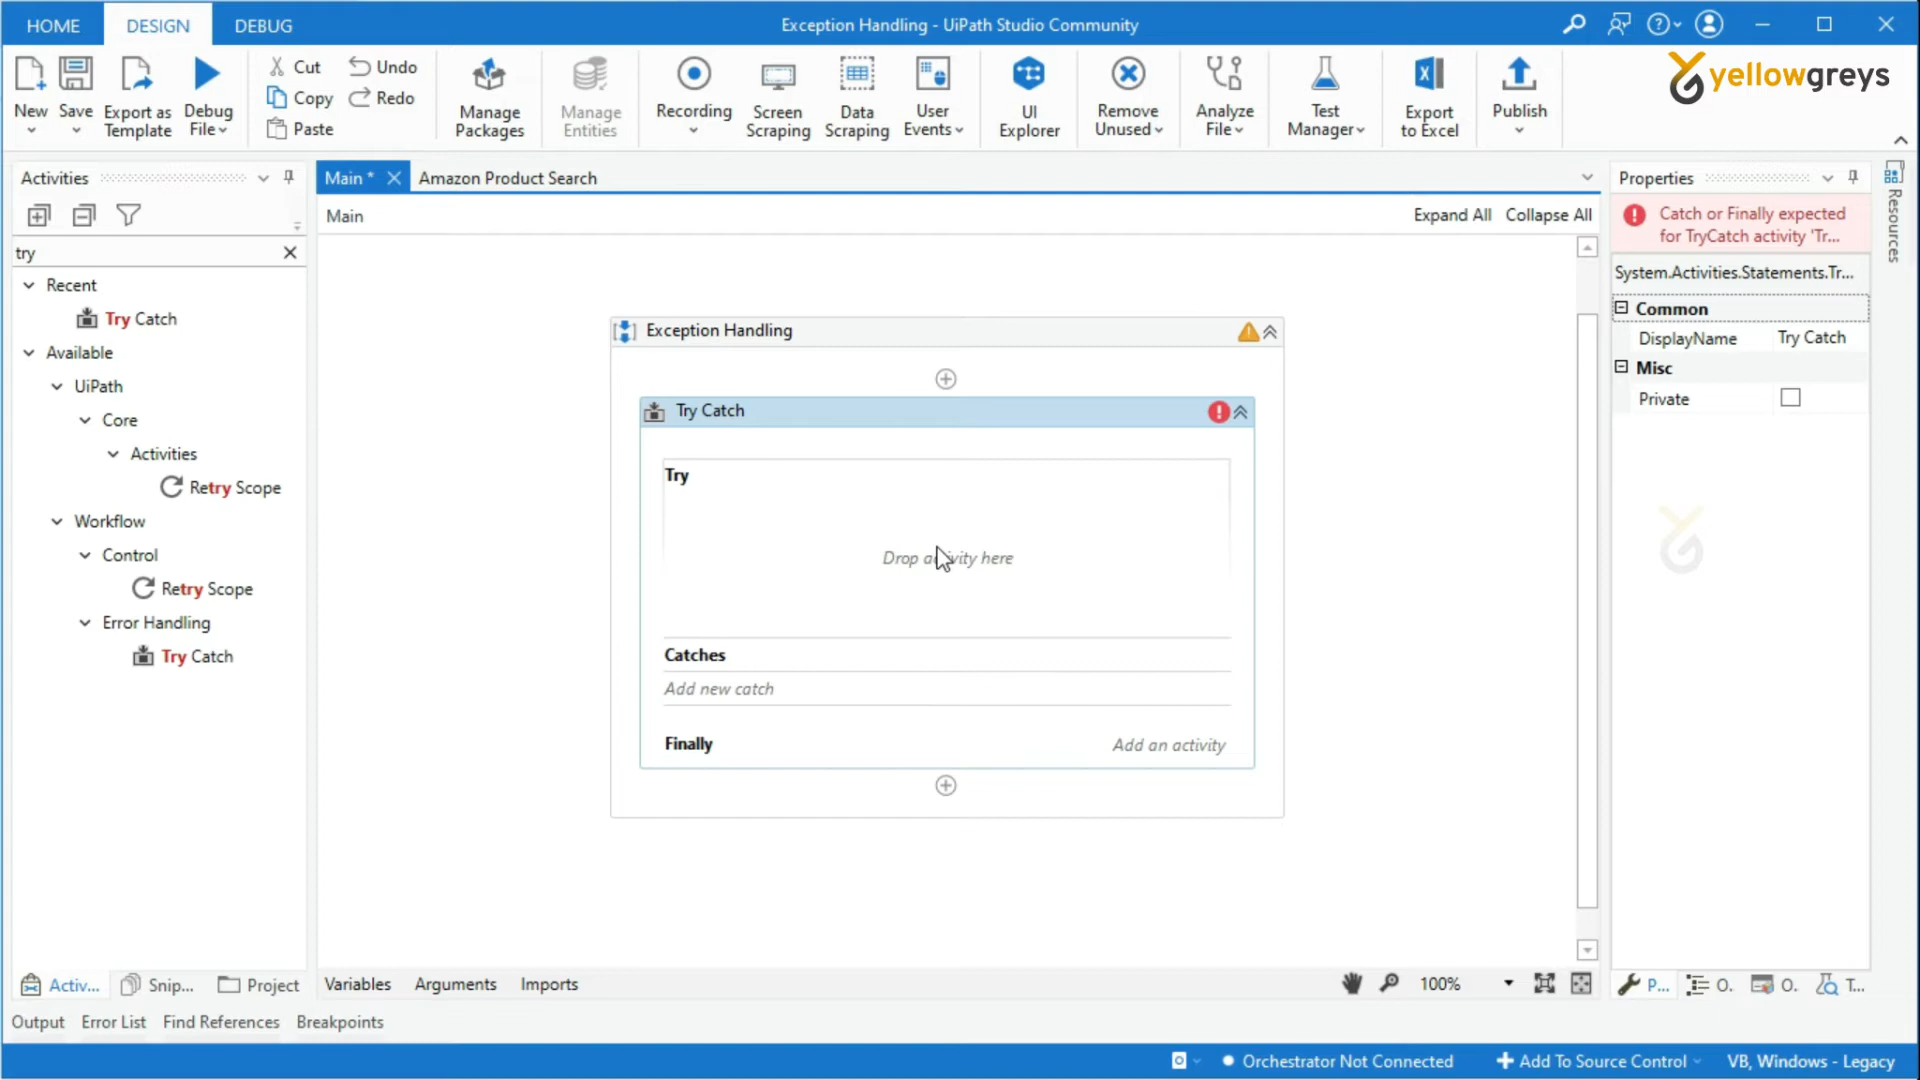 HOME
DESIGN
DEBUG
Exception Handling - UiPath Studio Community
New
Save
Export as
Template
Debug
File
Cut
Copy
Paste
Undo
Redo
Manage
Packages
Manage
Entities
Recording
Screen
Scraping
Data
Scraping
User
Events
UI
Explorer
Remove
Unused
Analyze
File
Test
Manager
Export
to Excel
Publish
yellowgreys
Activities
try
Recent
Try Catch
Available
UiPath
Core
Activities
Retry Scope
Workflow
Control
Retry Scope
Error Handling
Try Catch
Activ...
Snip...
Project
Main *
Amazon Product Search
Main
Expand All
Collapse All
Exception Handling
Try Catch
Try
Drop activity here
Catches
Add new catch
Finally
Add an activity
Variables
Arguments
Imports
100%
Properties
Catch or Finally expected
for TryCatch activity 'Tr...
System.Activities.Statements.Tr...
Common
DisplayName
Try Catch
Misc
Private
P...
O.
O.
T...
Resources
Output
Error List
Find References
Breakpoints
Orchestrator Not Connected
Add To Source Control
VB, Windows - Legacy